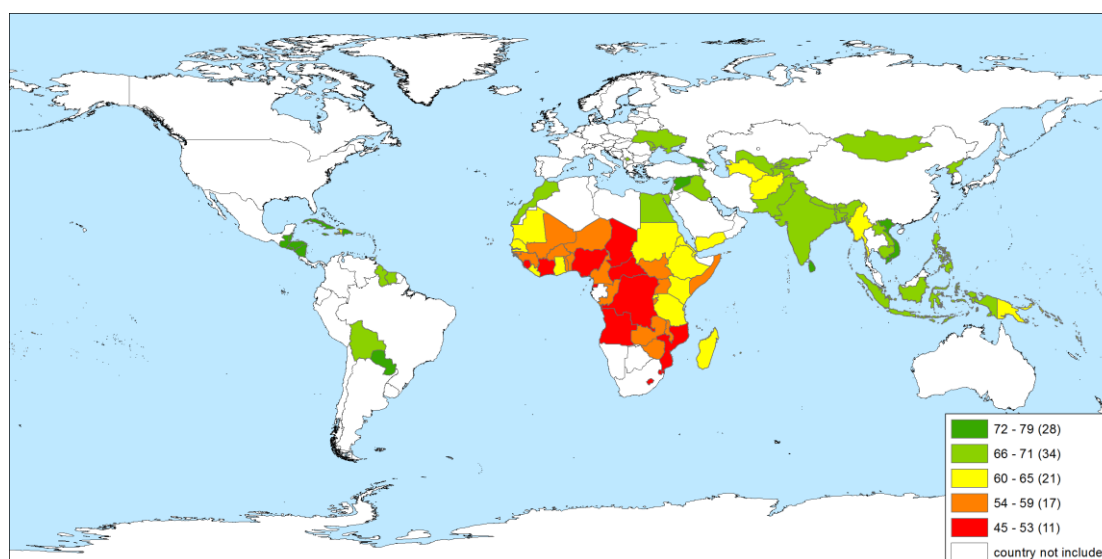 72 - 79 (28)
66 - 71 (34)
60 - 65 (21)
54 - 59 (17)
45 - 53 (11)
country not include